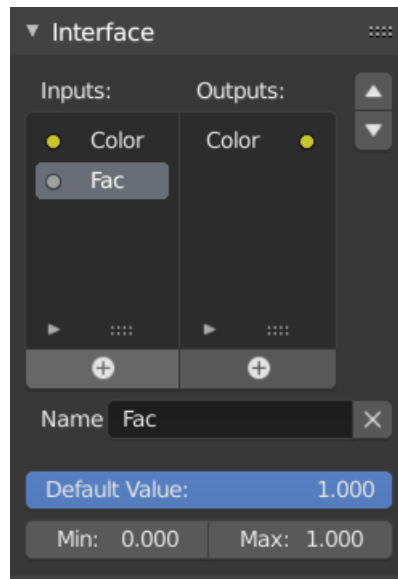 Interface
Inputs: Outputs:
Color Color
Fac
Name Fac
Default Value: 1.000
Min: 0.000 Max: 1.000